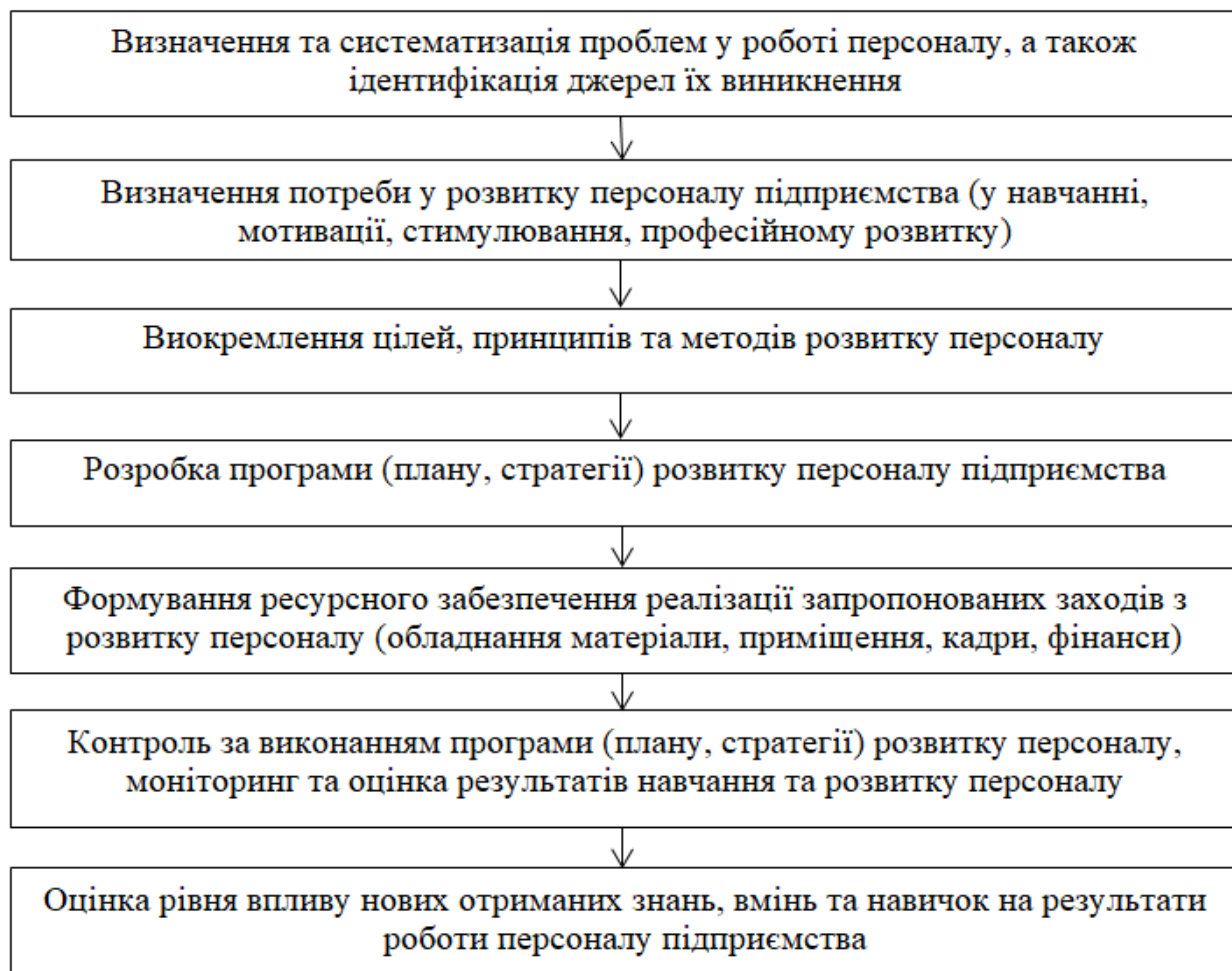 Визначення та систематизація проблем у роботі персоналу, а також
ідентифікація джерел їх виникнення
Визначення потреби у розвитку персоналу підприємства (у навчанні,
мотивації, стимулювання, професійному розвитку)
Виокремлення цілей, принципів та методів розвитку персоналу
Розробка програми (плану, стратегії) розвитку персоналу підприємства
Формування ресурсного забезпечення реалізації запропонованих заходів з
розвитку персоналу (обладнання матеріали, приміщення, кадри, фінанси)
Контроль за виконанням програми (плану, стратегії) розвитку персоналу,
моніторинг та оцінка результатів навчання та розвитку персоналу
Оцінка рівня впливу нових отриманих знань, вмінь та навичок на результати
роботи персоналу підприємства